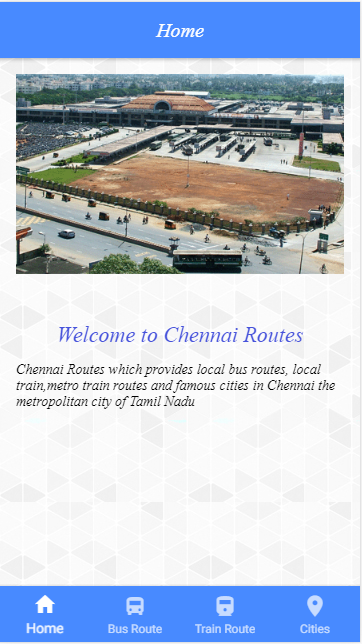 Home
Welcome to Chennai Routes
Chennai Routes which provides local bus routes, local
train,metro train routes and famous cities in Chennai the
metropolitan city of Tamil Nadu
Home
Bus Route
Train Route
Cities